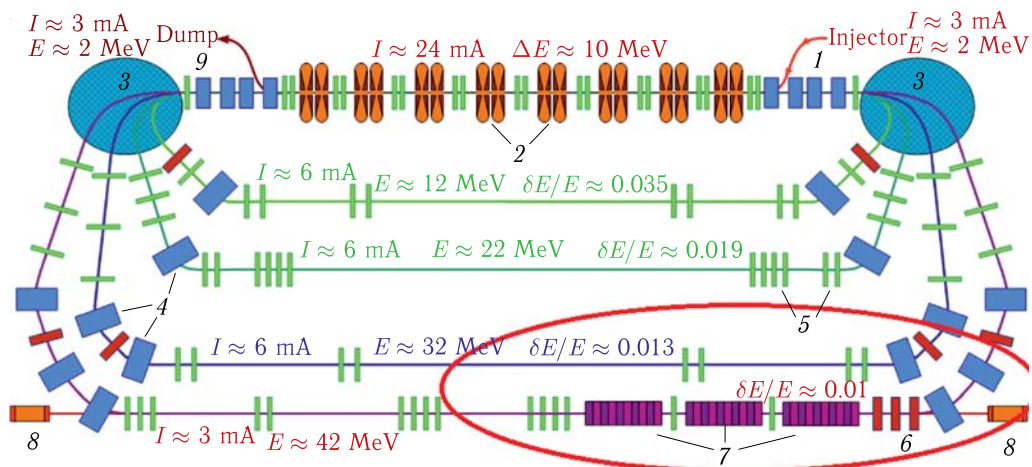 I ≈ 3 mA
E ≈ 2 MeV
Dump
9
3
I ≈ 24 mA ΔE ≈ 10 MeV
Injector
1
I ≈ 3 mA
E ≈ 2 MeV
3
2
I ≈ 6 mA E ≈ 12 MeV δE/E ≈ 0.035
I ≈ 6 mA E ≈ 22 MeV δE/E ≈ 0.019
4
5
I ≈ 6 mA E ≈ 32 MeV δE/E ≈ 0.013
δE/E ≈ 0.01
8
I ≈ 3 mA E ≈ 42 MeV
7
6
8